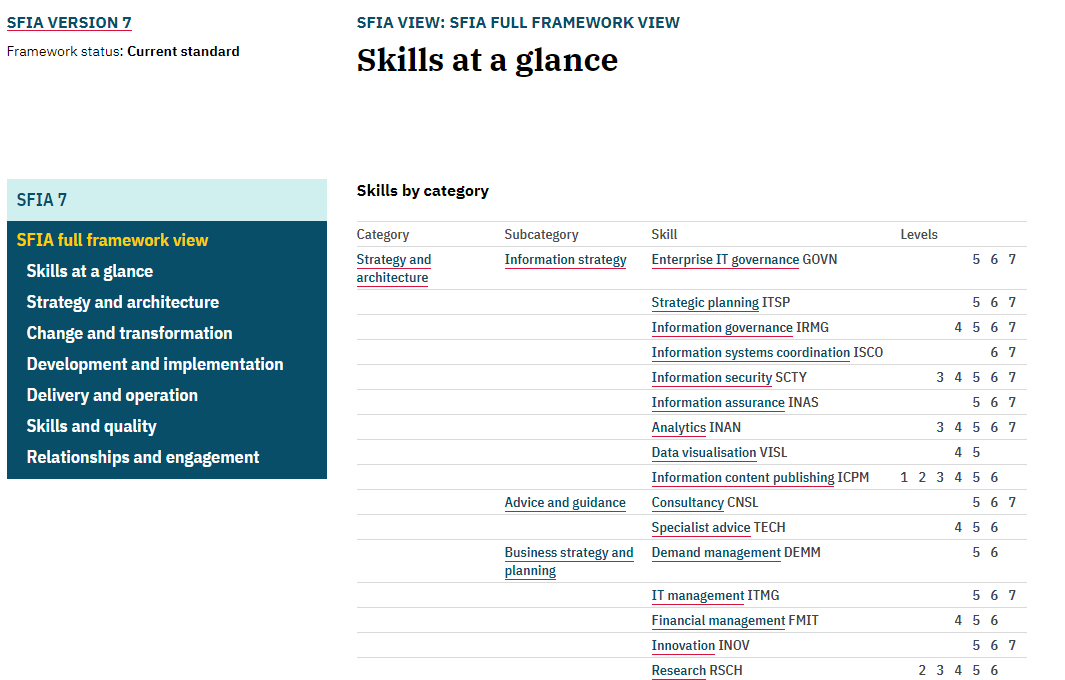 SFIA VERSION 7
Framework status: Current standard
SFIA VIEW: SFIA FULL FRAMEWORK VIEW
Skills at a glance
SFIA 7
SFIA full framework view
Skills at a glance
Strategy and architecture
Change and transformation
Development and implementation
Delivery and operation
Skills and quality
Relationships and engagement
Skills by category
Category Subcategory Skill Levels
Strategy and architecture Information strategy Enterprise IT governance GOVN 5 6 7
Strategic planning ITSP 5 6 7
Information governance IRMG 4 5 6 7
Information systems coordination ISCO 6 7
Information security SCTY 3 4 5 6 7
Information assurance INAS 5 6 7
Analytics INAN 3 4 5 6 7
Data visualisation VISL 4 5
Information content publishing ICPM 1 2 3 4 5 6
Advice and guidance Consultancy CNSL 5 6 7
Specialist advice TECH 4 5 6
Business strategy and planning Demand management DEMM 5 6
IT management ITMG 5 6 7
Financial management FMIT 4 5 6
Innovation INOV 5 6 7
Research RSCH 2 3 4 5 6